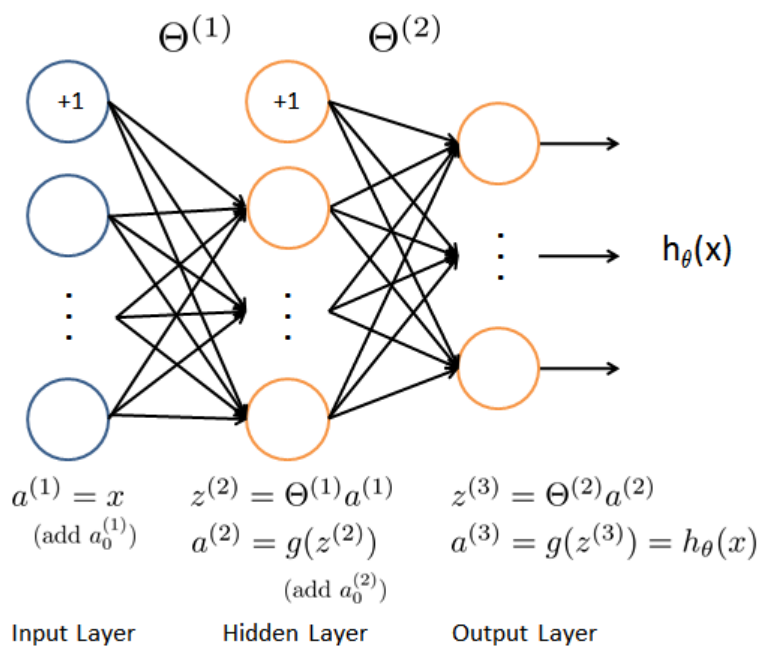 Θ^(1) Θ^(2)
+1 +1
⋮ ⋮ ⋮ h_θ(x)
a^(1) = x z^(2) = Θ^(1)a^(1) z^(3) = Θ^(2)a^(2)
(add a_0^(1)) a^(2) = g(z^(2)) a^(3) = g(z^(3)) = h_θ(x)
(add a_0^(2))
Input Layer Hidden Layer Output Layer